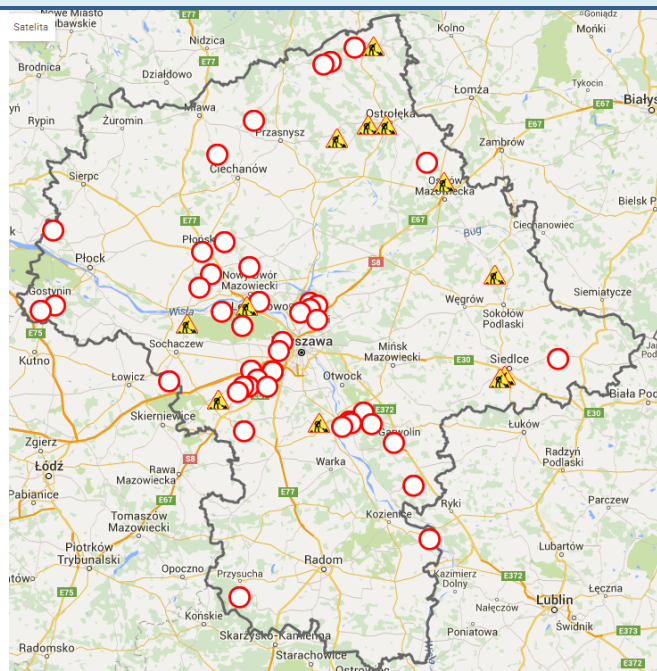 Nowe Miasto
Lubawskie
E77
Goniądz
Satelita
Kolno
Mońki
Nidzica
Brodnica
E77
Działdowo
Łomża
Tykocin
E67
Rypin
Żuromin
Mława
Ostrołęka
Przasnysz
E67
Zambrów
Sierpc
Ciechanów
Ostrów
Mazowiecka
Bielsk
E67
Ciechanowiec
E77
Płońsk
Bug
Płock
S8
Nowy Dwór
Mazowiecki
Węgrów
Siemiatycze
Gostynin
Wisła
Sokołów
Podlaski
E75
Sochaczew
Mińsk
Mazowiecki
E30
Siedlce
Kutno
Łowicz
Otwock
Biała
E372
E30
Skierniewice
Garwolin
Łuków
Zgierz
S8
Rawa
Mazowiecka
Warka
Radzyń
Podlaski
Łódź
E77
Pabianice
E67
Ryki
Parczew
Tomaszów
Mazowiecki
Kozienice
Piotrków
Trybunalski
Lubartów
Opoczno
Przysucha
Radom
E372
E75
Kazimierz
Dolny
Łęczna
Lublin
Nałęczów
Końskie
Świdnik
Poniatowa
E373
Radomsko
Skarżysko-Kamienna
Starachowice
E372